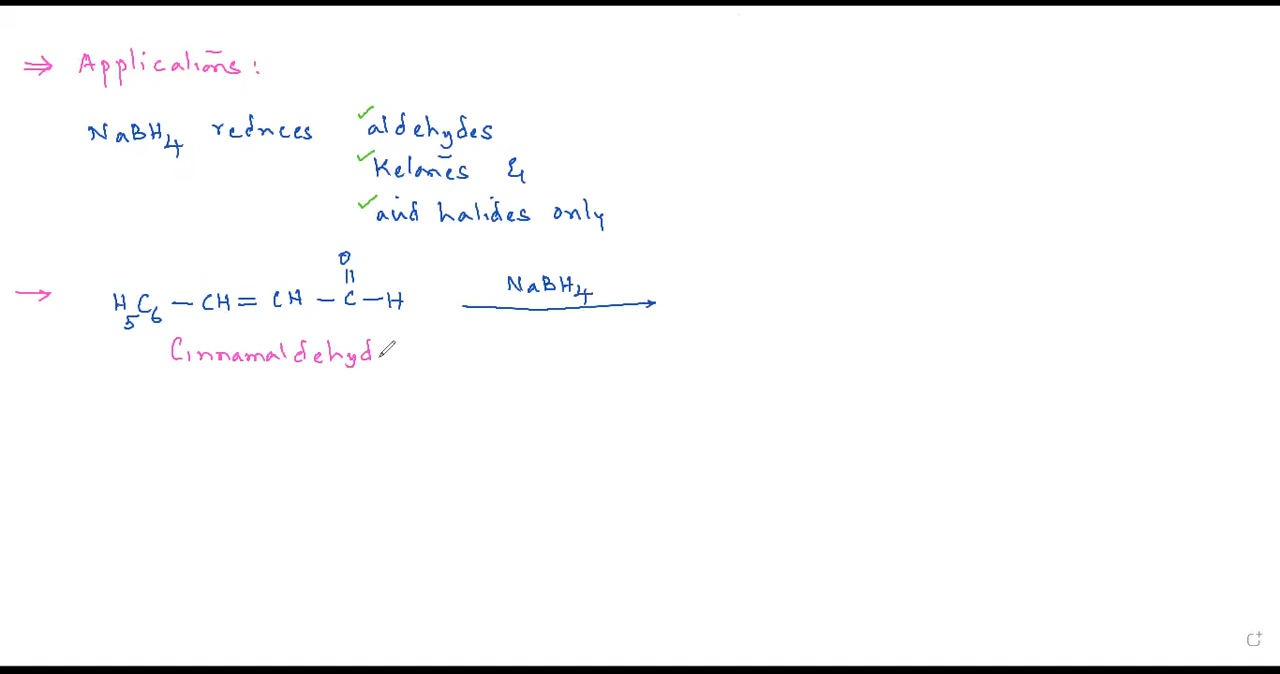 ⇒ Applications:
NaBH4 reduces aldehydes
Ketones &
acid halides only
O
→ H5C6 — CH = CH — C — H NaBH4
Cinnamaldehyd